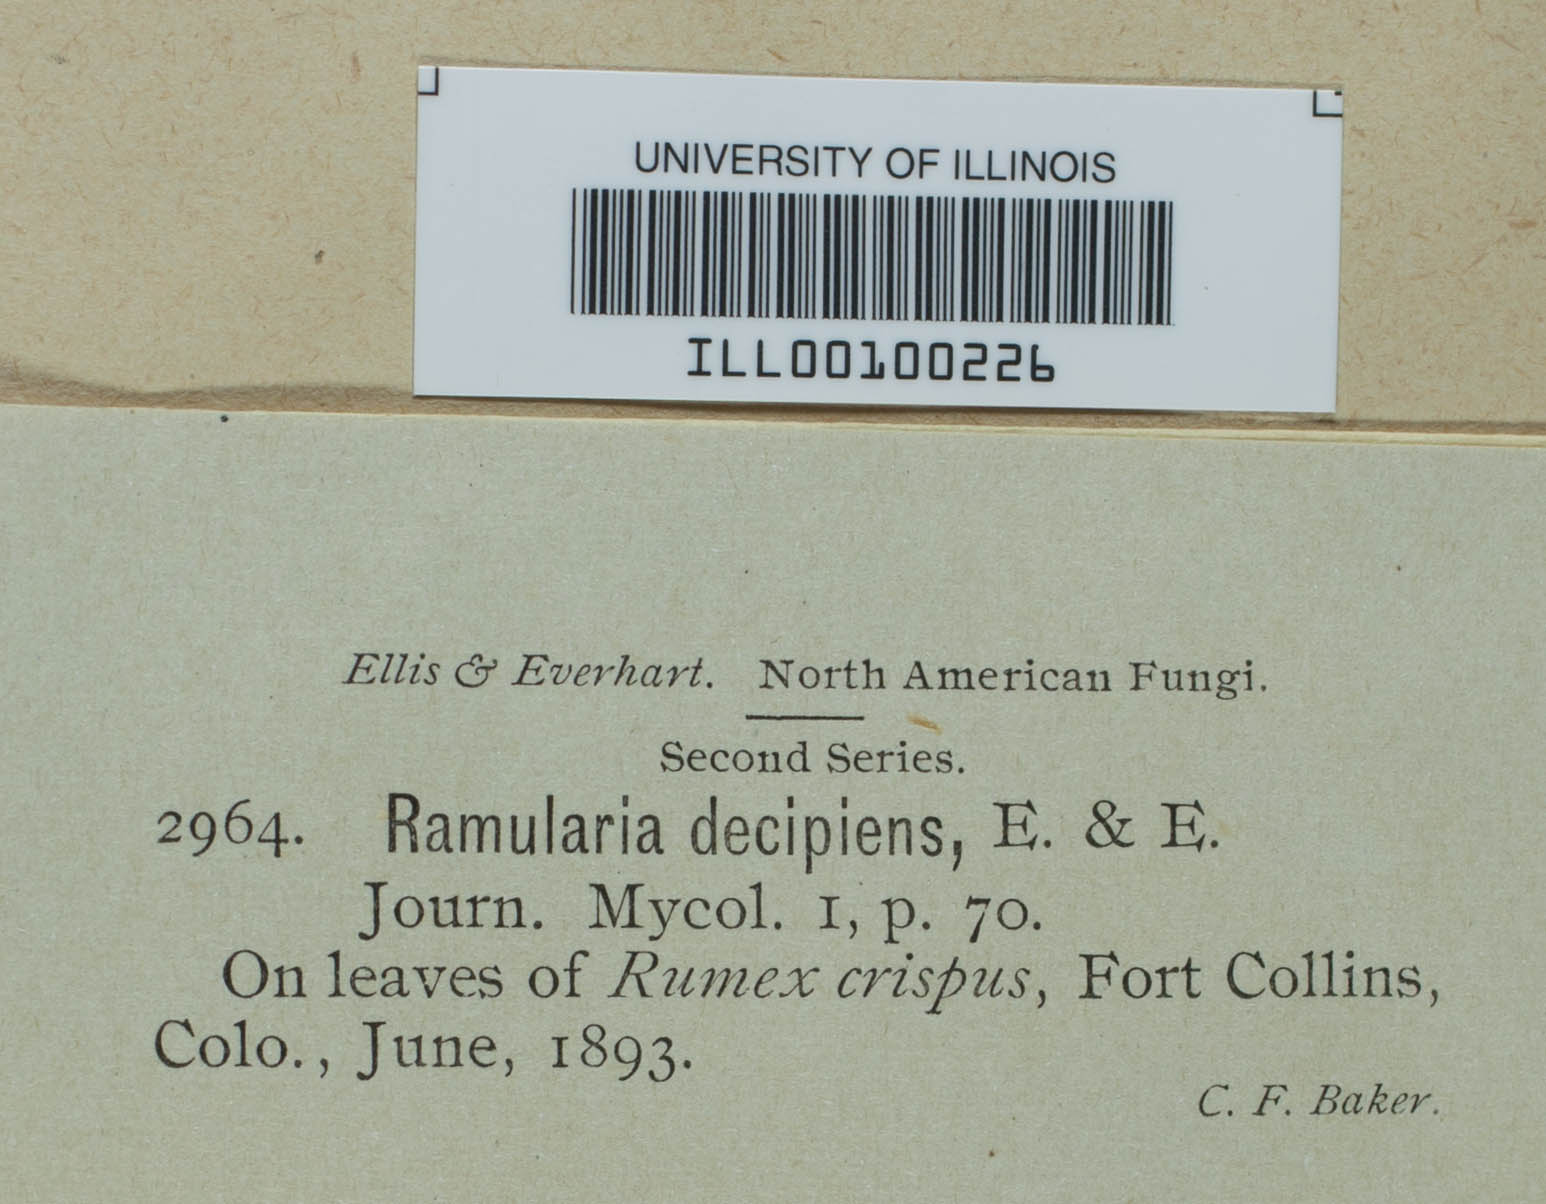 UNIVERSITY OF ILLINOIS
ILL00100226
Ellis & Everhart. North American Fungi.
Second Series.
2964. Ramularia decipiens, E. & E.
Journ. Mycol. 1, p. 70.
On leaves of Rumex crispus, Fort Collins,
Colo., June, 1893.
C. F. Baker.